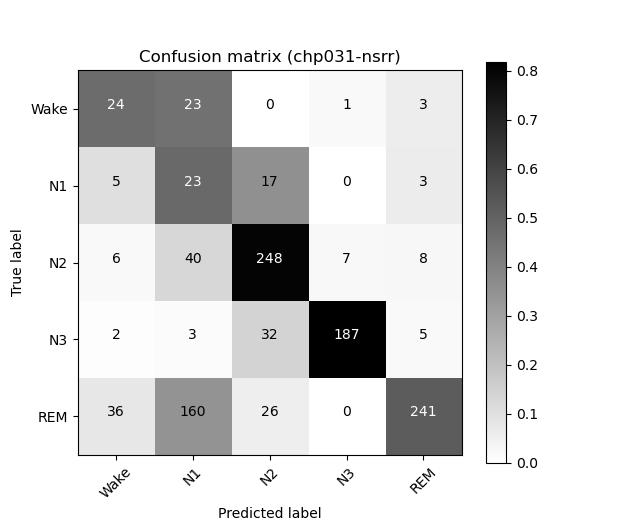 Confusion matrix (chp031-nsrr)
Wake 24 23 0 1 3
N1 5 23 17 0 3
N2 6 40 248 7 8
N3 2 3 32 187 5
REM 36 160 26 0 241
Wake N1 N2 N3 REM
Predicted label
True label
0.8
0.7
0.6
0.5
0.4
0.3
0.2
0.1
0.0